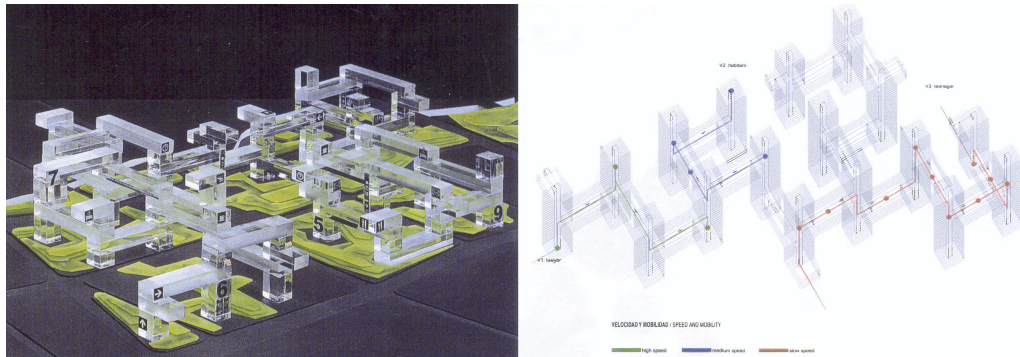 7
5
9
6
V2: habitant
V3: teenager
V1: lawyer
VELOCIDAD Y MOBILIDAD / SPEED AND MOBILITY
high speed
medium speed
slow speed